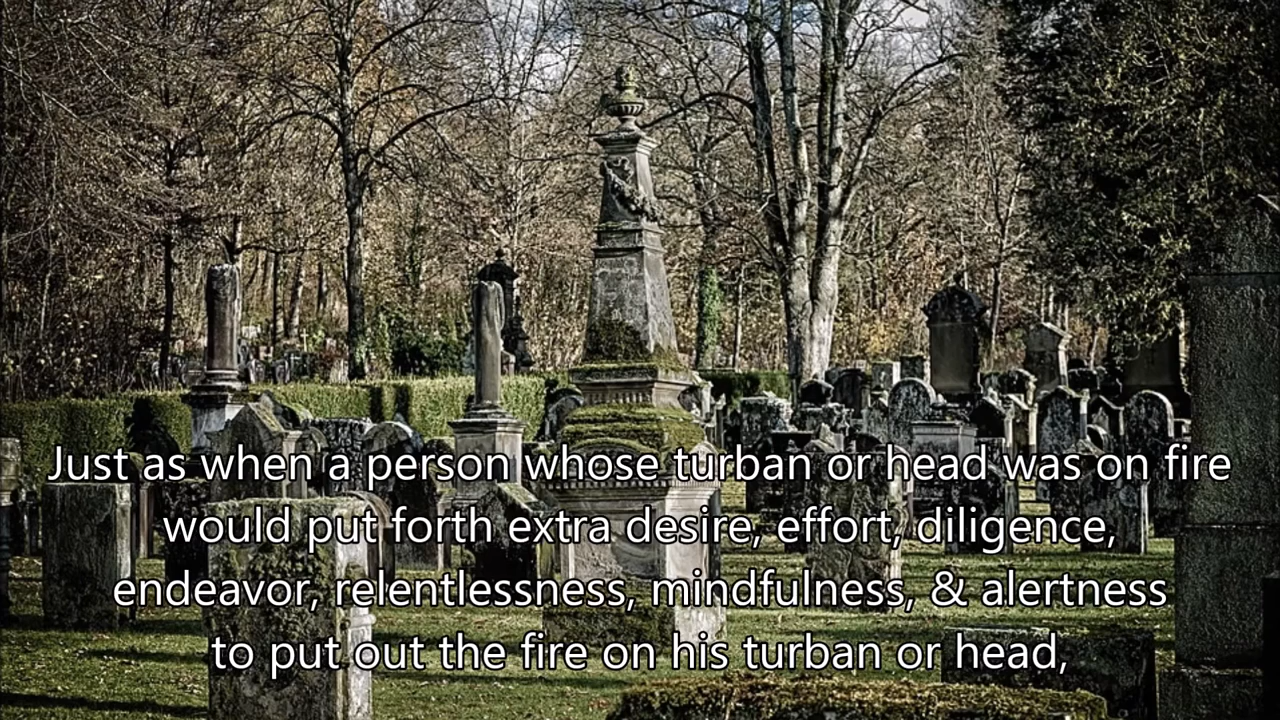 Just as when a person whose turban or head was on fire
would put forth extra desire, effort, diligence,
endeavor, relentlessness, mindfulness, & alertness
to put out the fire on his turban or head,